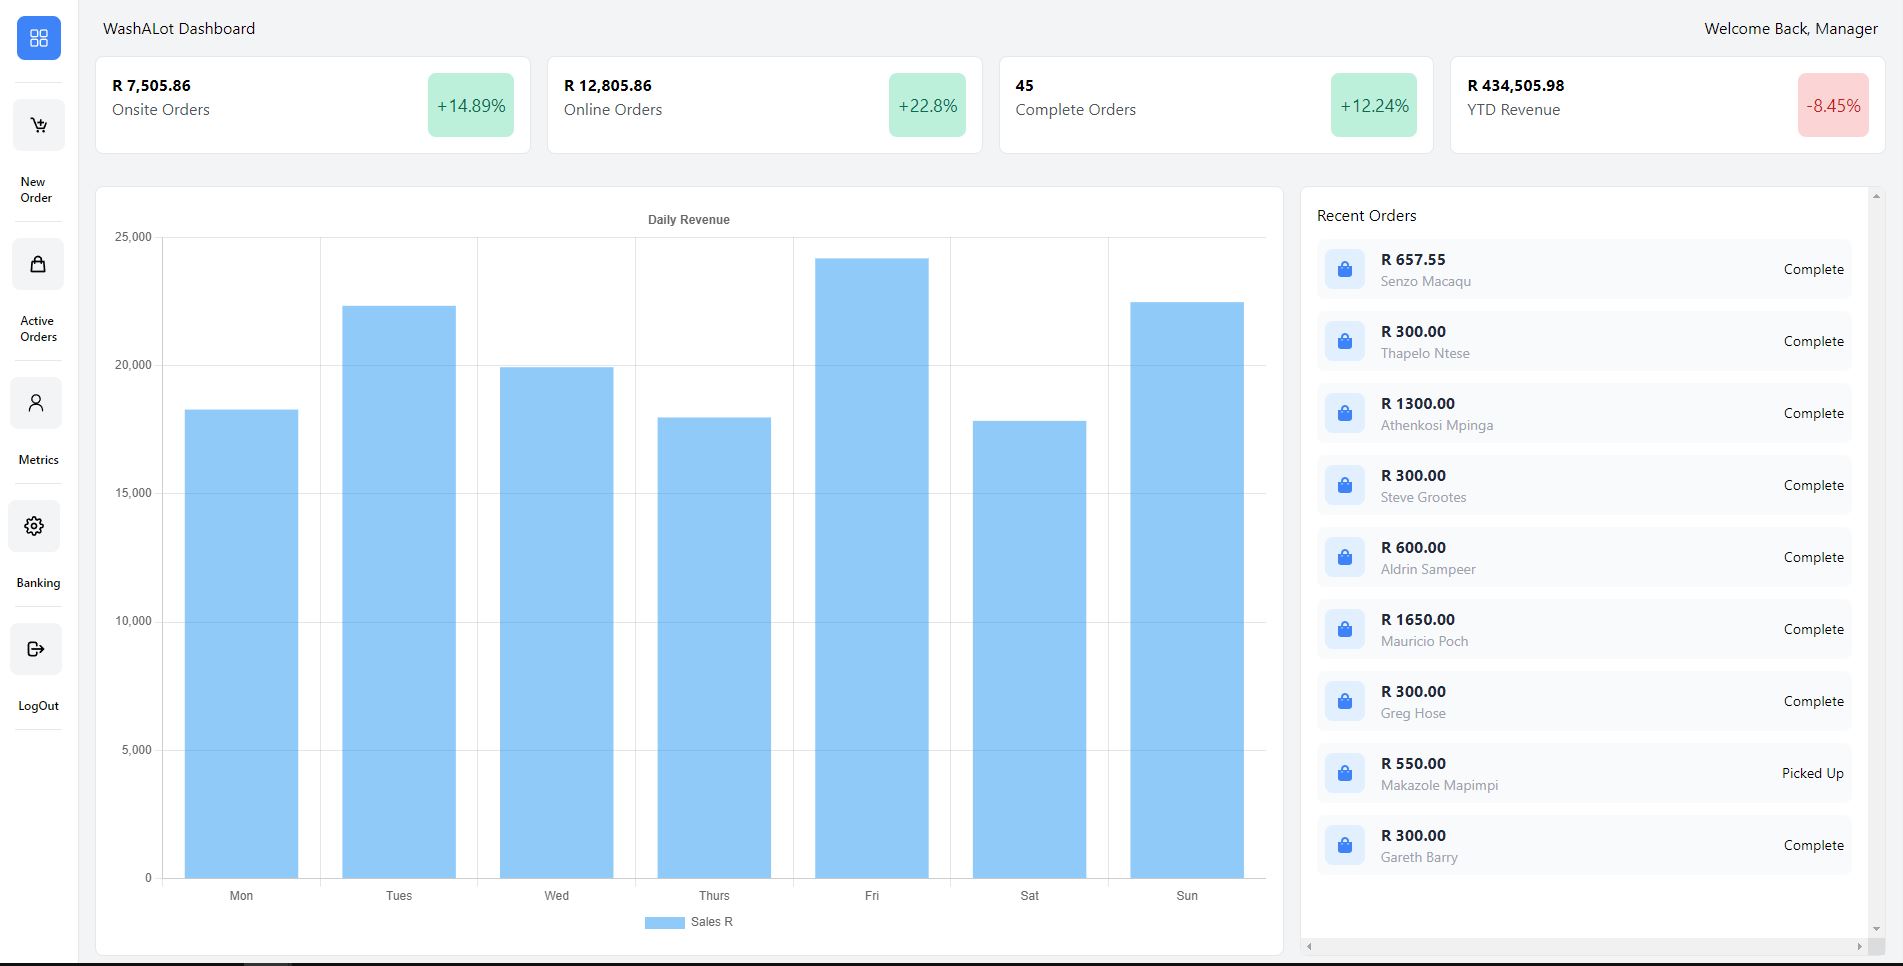 WashALot Dashboard
Welcome Back, Manager
R 7,505.86
Onsite Orders
+14.89%
R 12,805.86
Online Orders
+22.8%
45
Complete Orders
+12.24%
R 434,505.98
YTD Revenue
-8.45%
New
Order
Active
Orders
Metrics
Banking
LogOut
Daily Revenue
25,000
20,000
15,000
10,000
5,000
0
Mon
Tues
Wed
Thurs
Fri
Sat
Sun
Sales R
Recent Orders
R 657.55
Senzo Macaqu
Complete
R 300.00
Thapelo Ntese
Complete
R 1300.00
Athenkosi Mpinga
Complete
R 300.00
Steve Grootes
Complete
R 600.00
Aldrin Sampeer
Complete
R 1650.00
Mauricio Poch
Complete
R 300.00
Greg Hose
Complete
R 550.00
Makazole Mapimpi
Picked Up
R 300.00
Gareth Barry
Complete